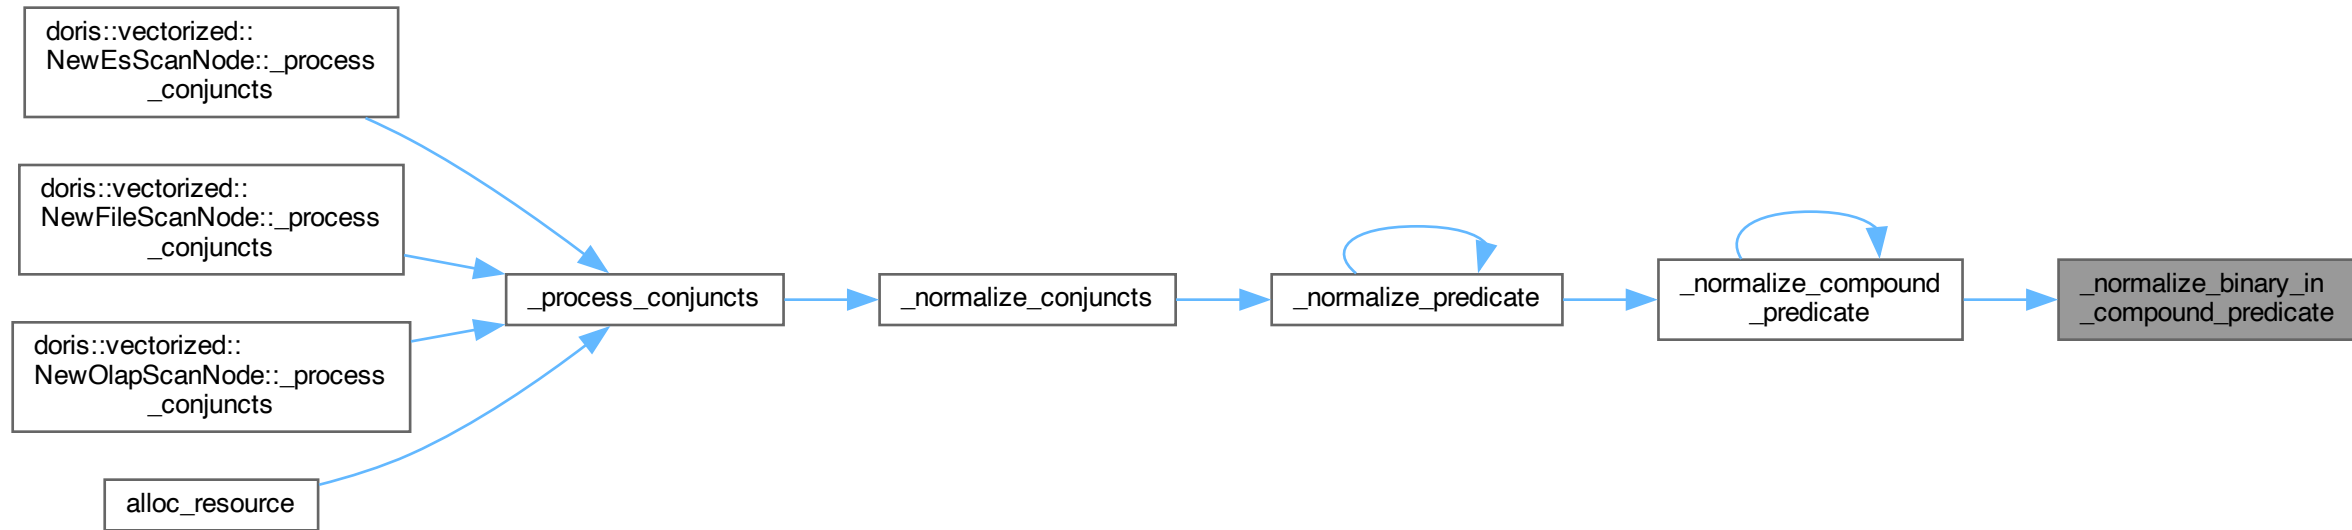 doris::vectorized::
NewEsScanNode::_process
_conjuncts
doris::vectorized::
NewFileScanNode::_process
_conjuncts
doris::vectorized::
NewOlapScanNode::_process
_conjuncts
alloc_resource
_process_conjuncts
_normalize_conjuncts
_normalize_predicate
_normalize_compound
_predicate
_normalize_binary_in
_compound_predicate